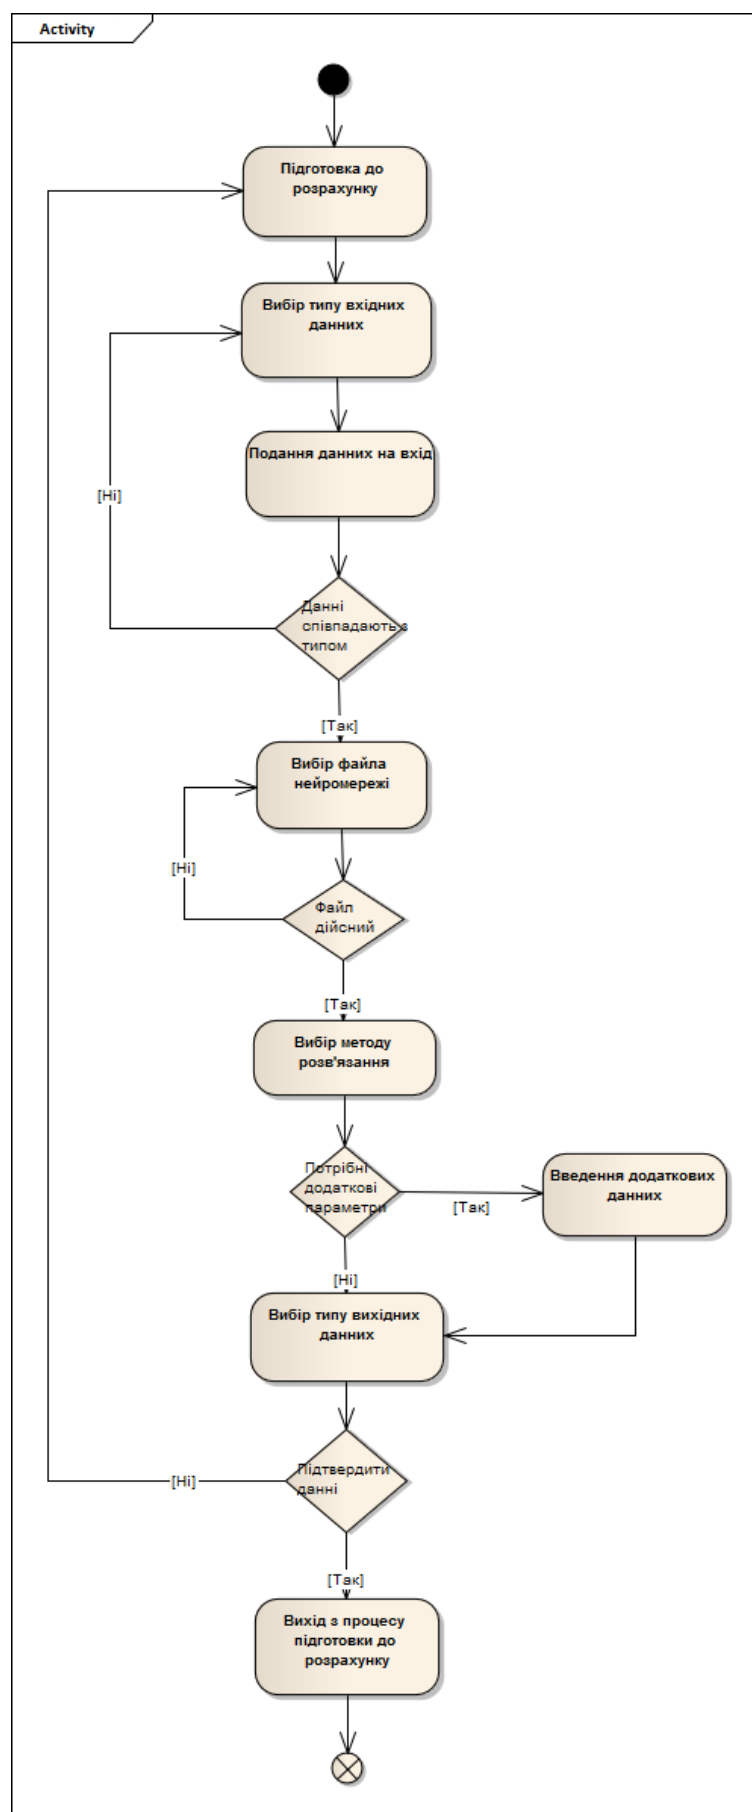 Activity
Підготовка до
розрахунку
Вибір типу вхідних
данних
Подання данних на вхід
[Ні]
Данні
співпадають з
типом
[Так]
Вибір файла
нейромережі
[Ні]
Файл
дійсний
[Так]
Вибір методу
розв'язання
Потрібні
додаткові
параметри
[Так]
Введення додаткових
данних
[Ні]
Вибір типу вихідних
данних
Підтвердити
данні
[Ні]
[Так]
Вихід з процесу
підготовки до
розрахунку